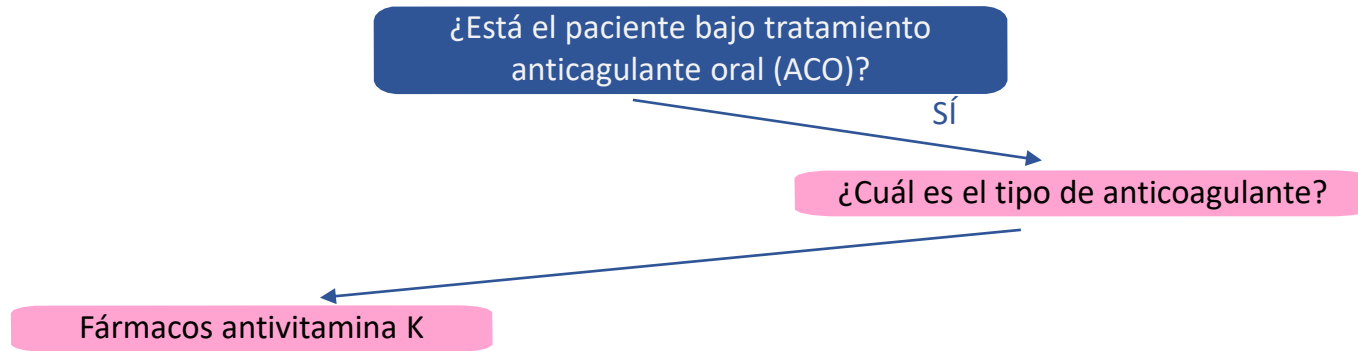 ¿Está el paciente bajo tratamiento
anticagulante oral (ACO)?
SÍ
¿Cuál es el tipo de anticoagulante?
Fármacos antivitamina K